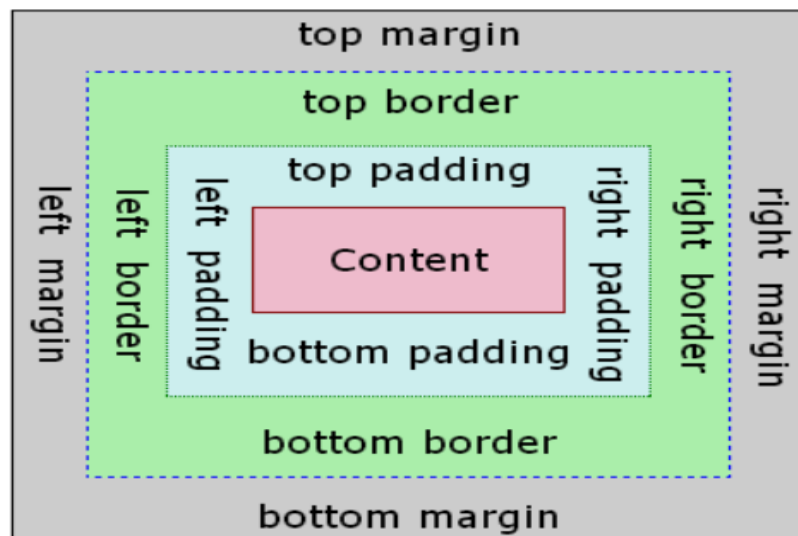 top margin
top border
top padding
left margin
left border
left padding
Content
right padding
right border
right margin
bottom padding
bottom border
bottom margin